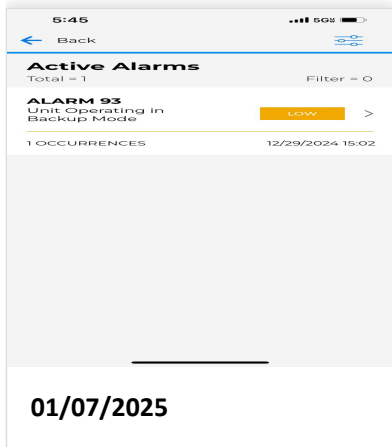 5:45
5G
Back
Active Alarms
Total = 1 Filter = 0
ALARM 93
Unit Operating in
Backup Mode
LOW
1 OCCURRENCES 12/29/2024 15:02
01/07/2025